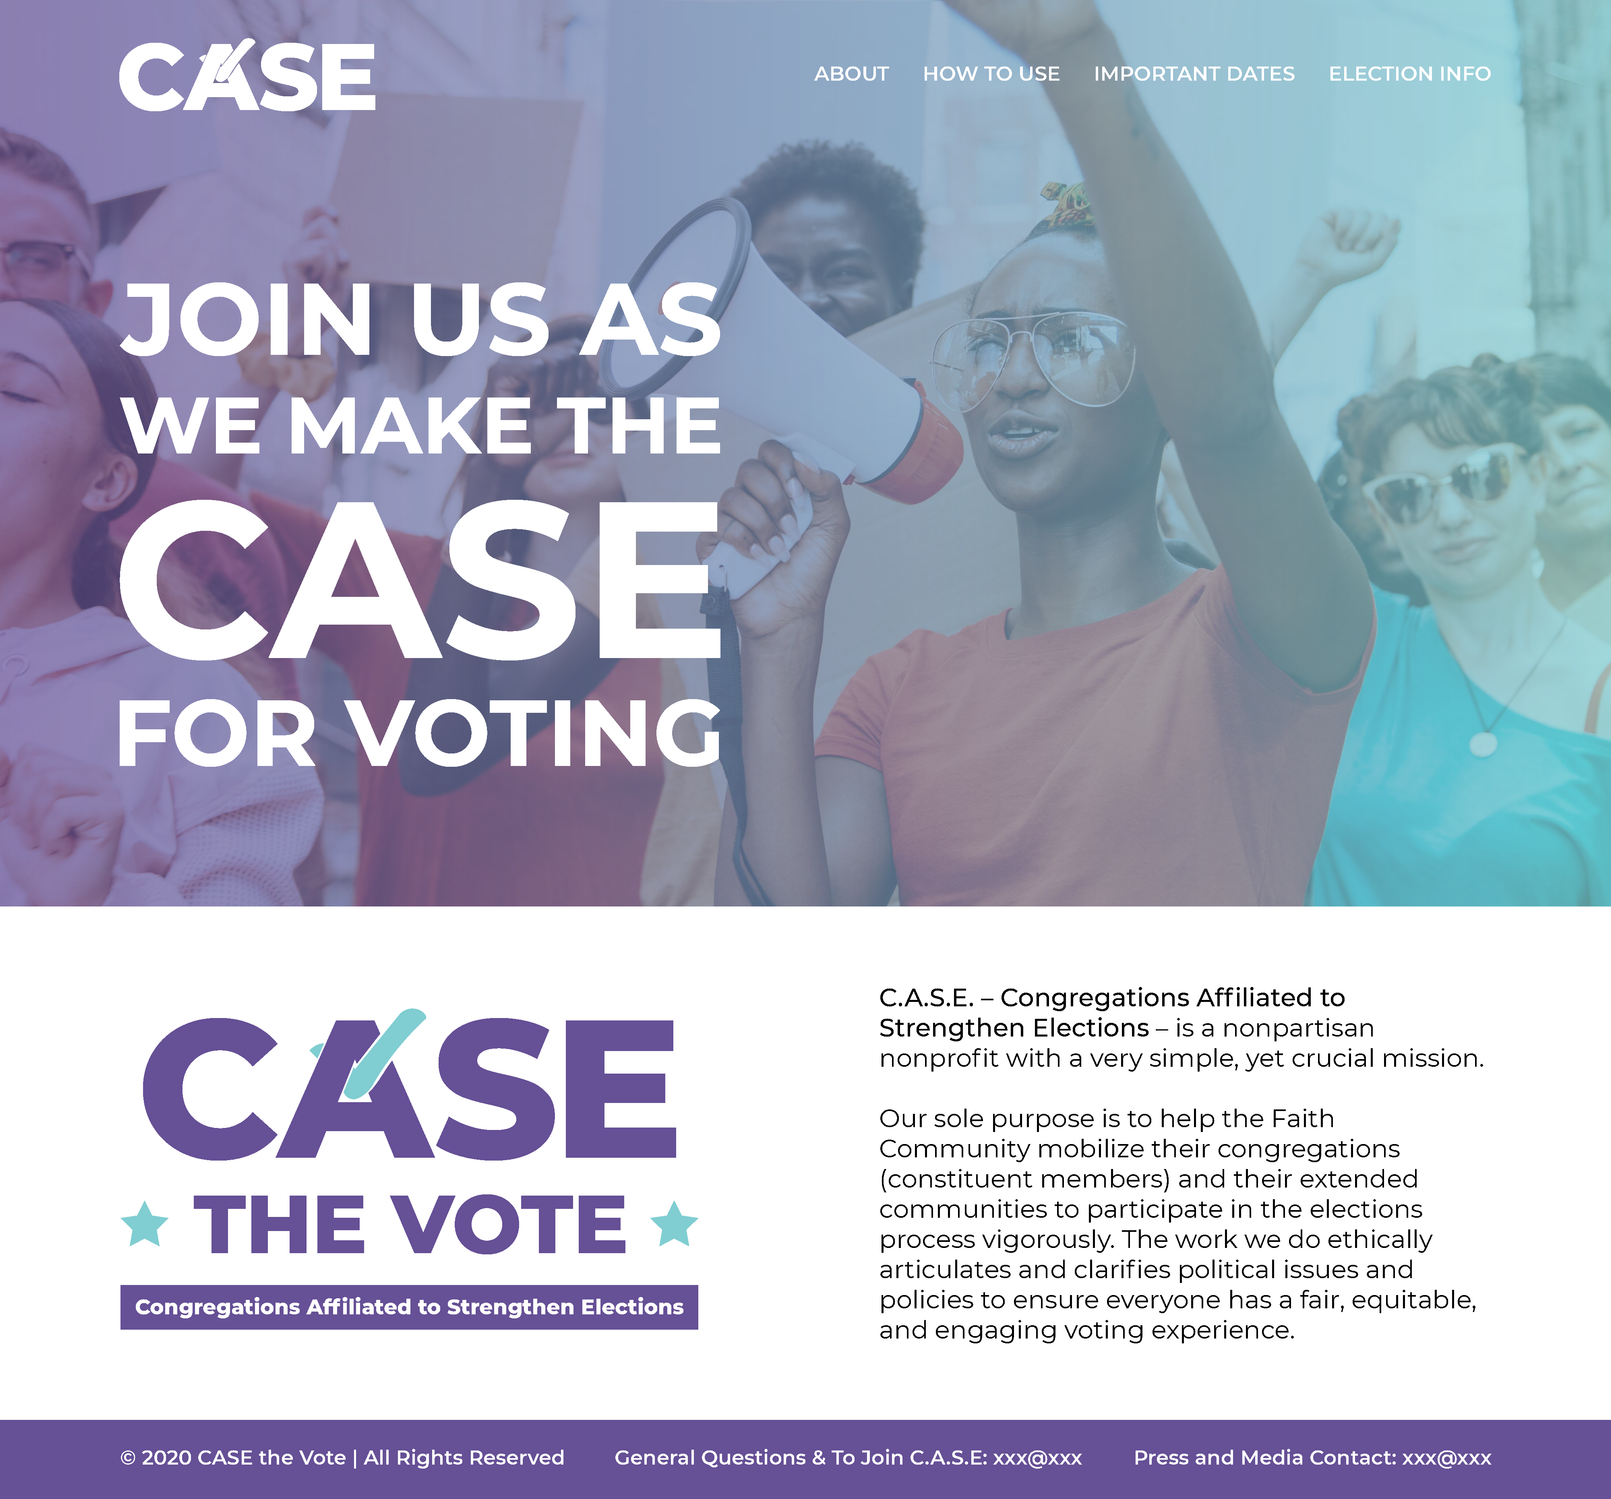 CASE
ABOUT HOW TO USE IMPORTANT DATES ELECTION INFO
JOIN US AS
WE MAKE THE
CASE
FOR VOTING
CASE
THE VOTE
Congregations Affiliated to Strengthen Elections
C.A.S.E. – Congregations Affiliated to
Strengthen Elections – is a nonpartisan
nonprofit with a very simple, yet crucial mission.
Our sole purpose is to help the Faith
Community mobilize their congregations
(constituent members) and their extended
communities to participate in the elections
process vigorously. The work we do ethically
articulates and clarifies political issues and
policies to ensure everyone has a fair, equitable,
and engaging voting experience.
© 2020 CASE the Vote | All Rights Reserved
General Questions & To Join C.A.S.E: xxx@xxx
Press and Media Contact: xxx@xxx